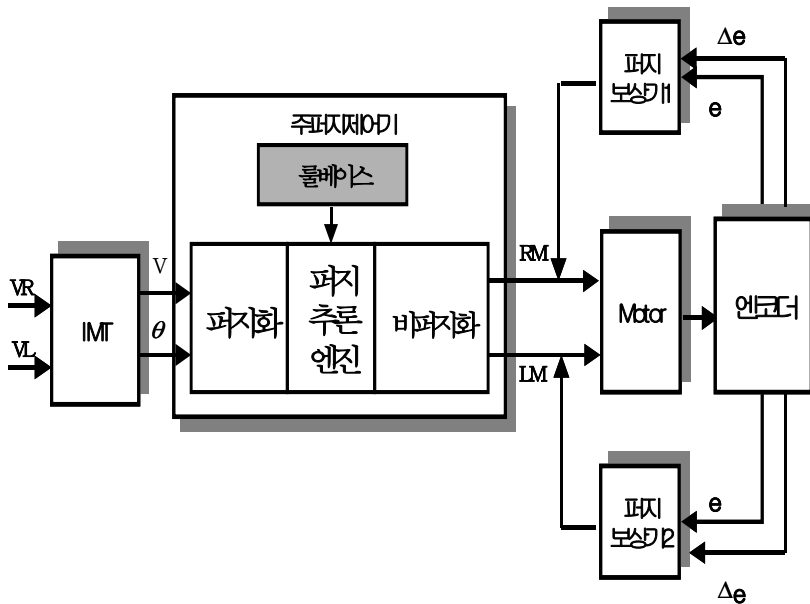 Δe
퍼지
보상기1
e
주퍼지제어기
룰베이스
VR
VL
IMT
V
θ
퍼지화
퍼지
추론
엔진
비퍼지화
RM
LM
Motor
엔코더
퍼지
보상기2
e
Δe